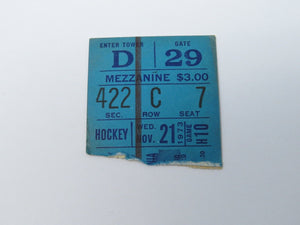 ENTER TOWER GATE
D 29
MEZZANINE $3.00
422 C 7
SEC. ROW SEAT
HOCKEY WED. NOV. 21 1973 GAME H10